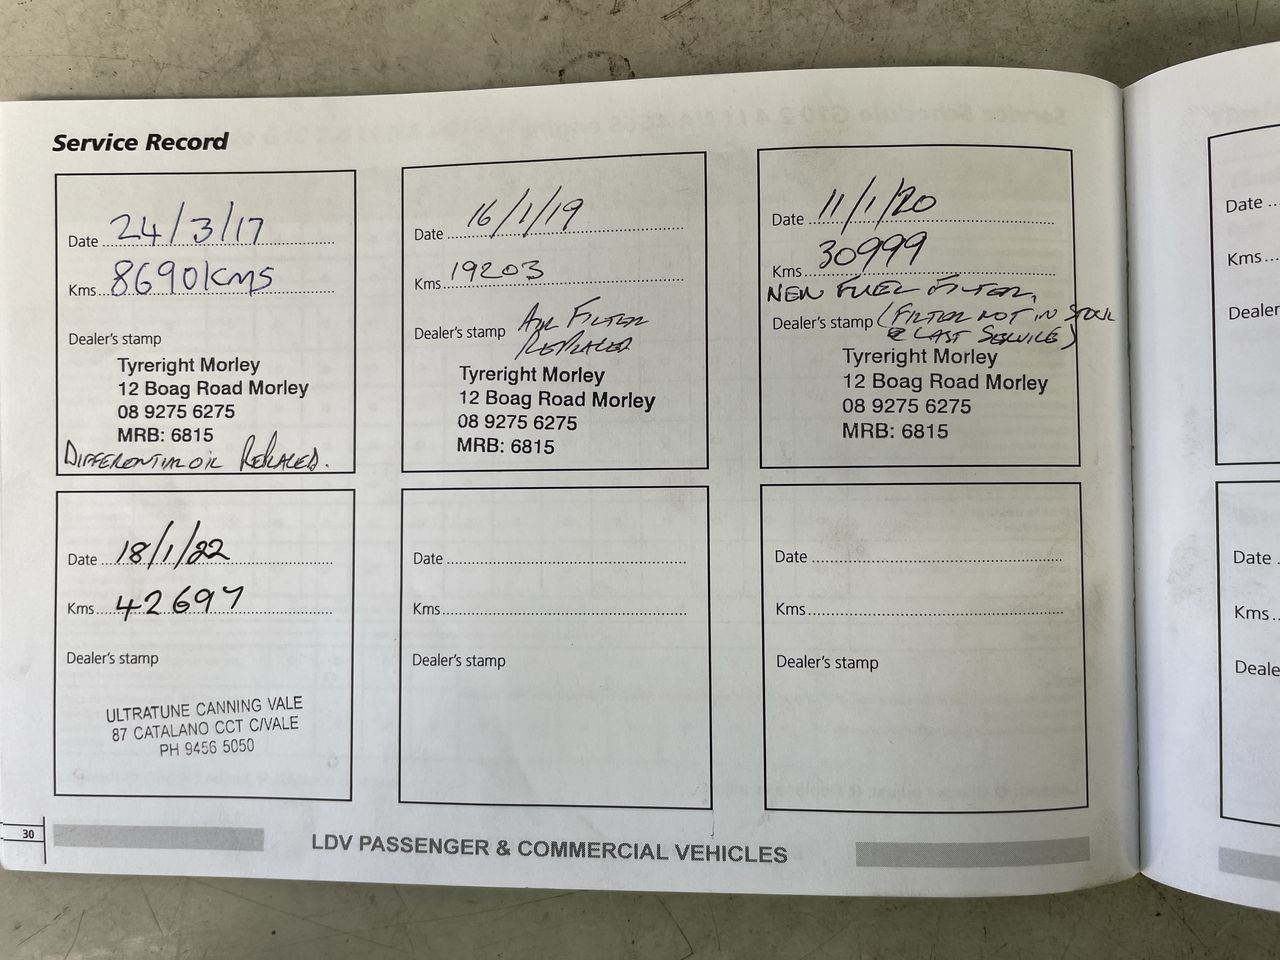 Service Record
Date 24/3/17
Kms 8690kms
Dealer's stamp
Tyreright Morley
12 Boag Road Morley
08 9275 6275
MRB: 6815
DIFFERENTIAL OIL REPLACED.
Date 16/1/19
Kms 19203
Dealer's stamp AIR FILTER
REPLACED
Tyreright Morley
12 Boag Road Morley
08 9275 6275
MRB: 6815
Date 11/1/20
Kms 30999
NEW FUEL FILTER.
Dealer's stamp (FILTER NOT IN STOCK
@ LAST SERVICE)
Tyreright Morley
12 Boag Road Morley
08 9275 6275
MRB: 6815
Date 18/1/22
Kms 42697
Dealer's stamp
ULTRATUNE CANNING VALE
87 CATALANO CCT C/VALE
PH 9456 5050
Date
Kms
Dealer's stamp
Date
Kms
Dealer's stamp
30
LDV PASSENGER & COMMERCIAL VEHICLES
Date
Kms
Dealer
Date
Kms
Deale